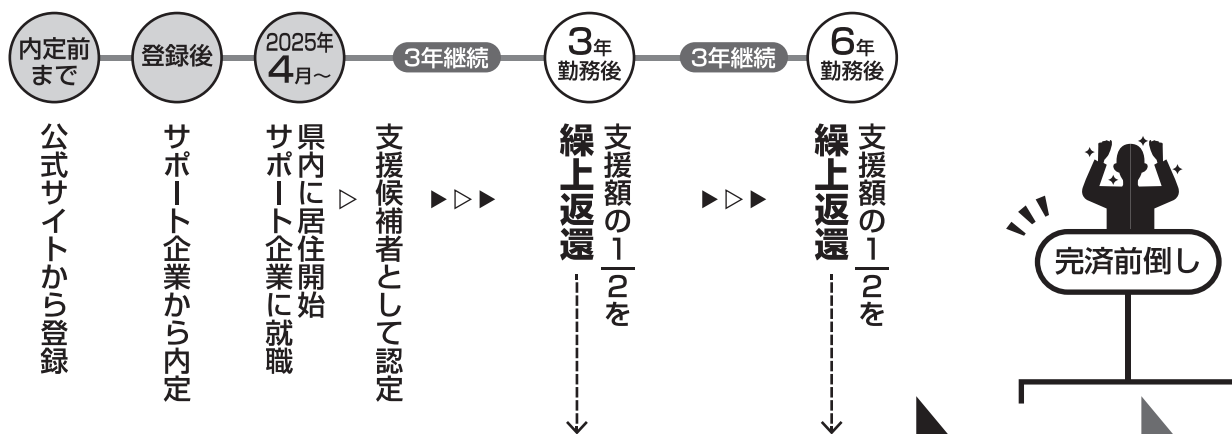 内定前
まで
登録後
2025年
4月～
3年継続
3年
勤務後
3年継続
6年
勤務後
公式サイトから登録
サポート企業から内定
県内に居住開始
サポート企業に就職
▷
支援候補者として認定
▶▷▶
支援額の1/2を
繰上返還
▶▷▶
支援額の1/2を
繰上返還
完済前倒し